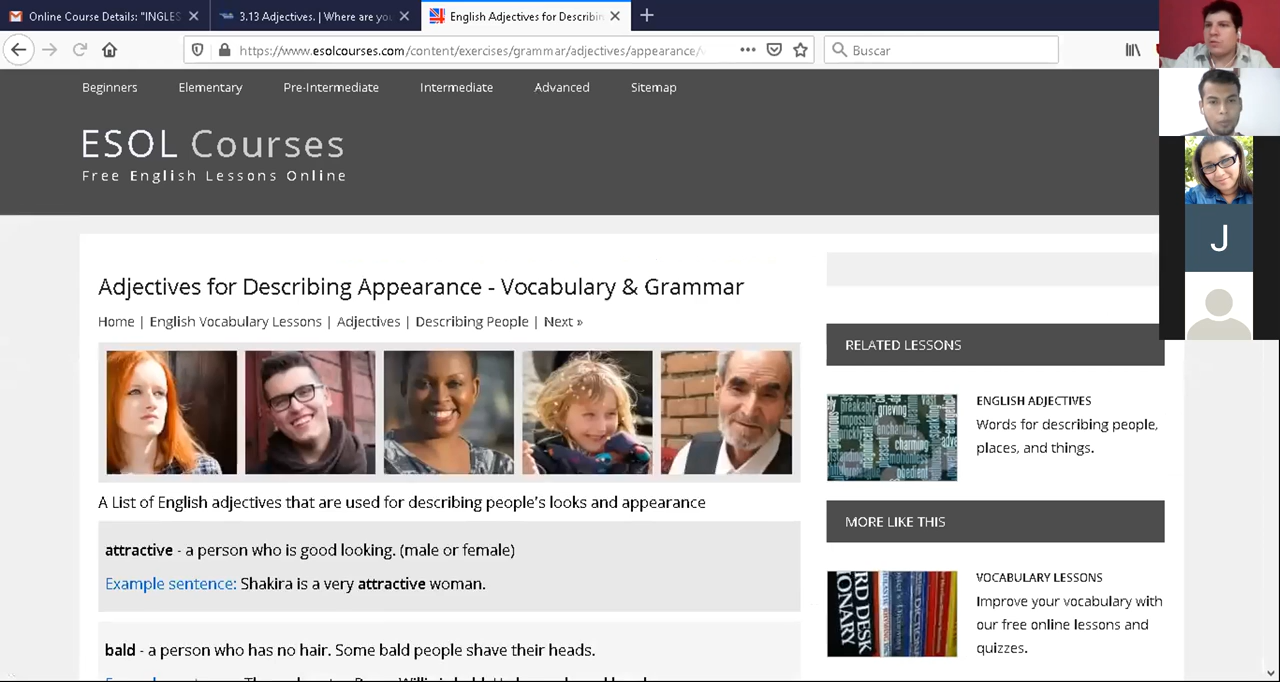 Online Course Details: "INGLES
3.13 Adjectives. | Where are you
English Adjectives for Describin
https://www.esolcourses.com/content/exercises/grammar/adjectives/appearance/
Buscar
Beginners
Elementary
Pre-Intermediate
Intermediate
Advanced
Sitemap
ESOL Courses
Free English Lessons Online
J
Adjectives for Describing Appearance - Vocabulary & Grammar
Home | English Vocabulary Lessons | Adjectives | Describing People | Next »
A List of English adjectives that are used for describing people's looks and appearance
attractive - a person who is good looking. (male or female)
Example sentence: Shakira is a very attractive woman.
bald - a person who has no hair. Some bald people shave their heads.
RELATED LESSONS
grieving
enchanting
charming
ENGLISH ADJECTIVES
Words for describing people,
places, and things.
MORE LIKE THIS
VOCABULARY LESSONS
Improve your vocabulary with
our free online lessons and
quizzes.